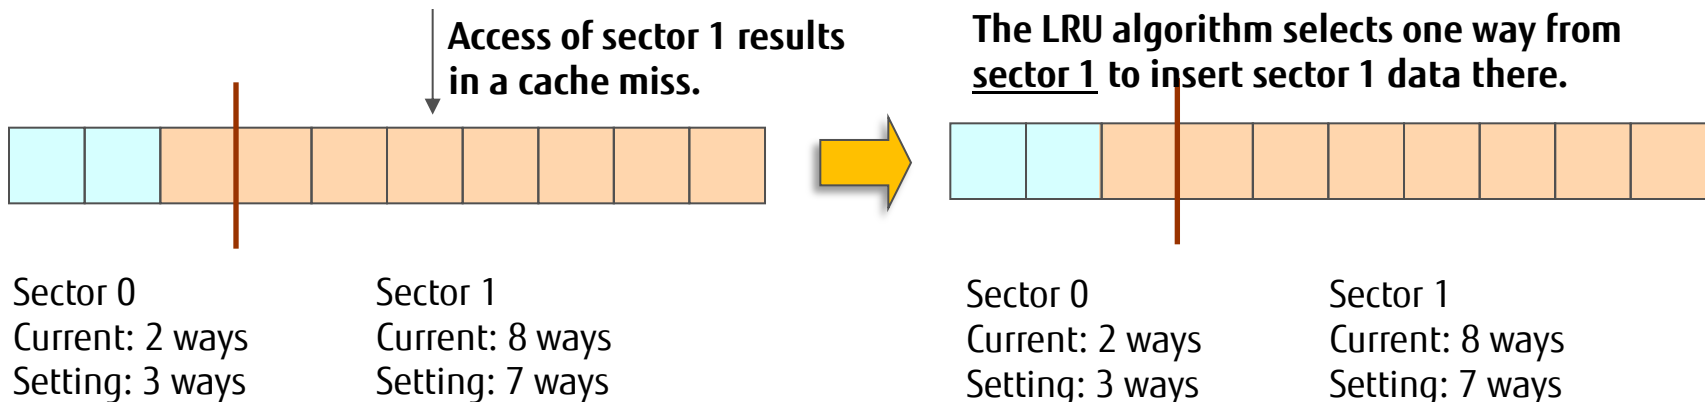 Access of sector 1 results
in a cache miss.
The LRU algorithm selects one way from
sector 1 to insert sector 1 data there.
Sector 0
Current: 2 ways
Setting: 3 ways
Sector 1
Current: 8 ways
Setting: 7 ways
Sector 0
Current: 2 ways
Setting: 3 ways
Sector 1
Current: 8 ways
Setting: 7 ways